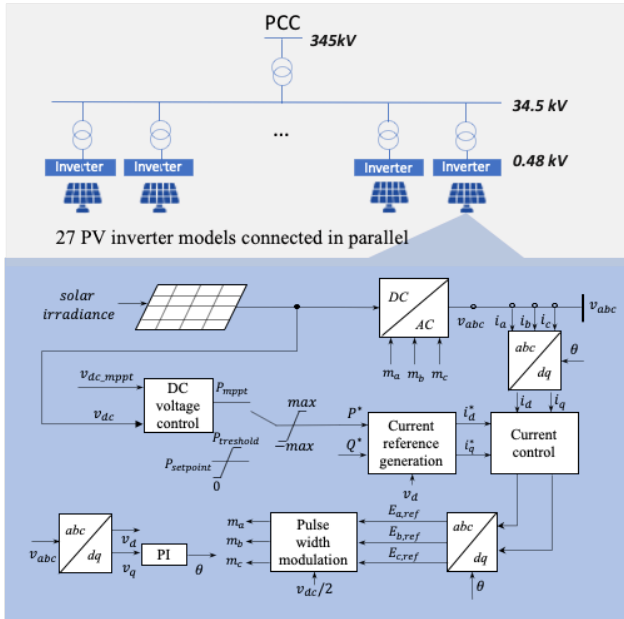 PCC
345kV
34.5 kV
...
Inverter
Inverter
Inverter
Inverter
0.48 kV
27 PV inverter models connected in parallel
solar
irradiance
DC
AC
v_abc
i_a
i_b
i_c
v_abc
m_a
m_b
m_c
abc
dq
θ
i_d
i_q
v_dc_mppt
v_dc
DC
voltage
control
P_mppt
P_treshold
P_setpoint
0
max
−max
P*
Q*
Current
reference
generation
v_d
i_d*
i_q*
Current
control
v_abc
abc
dq
v_d
v_q
PI
θ
m_a
m_b
m_c
Pulse
width
modulation
v_dc/2
E_a,ref
E_b,ref
E_c,ref
abc
dq
θ